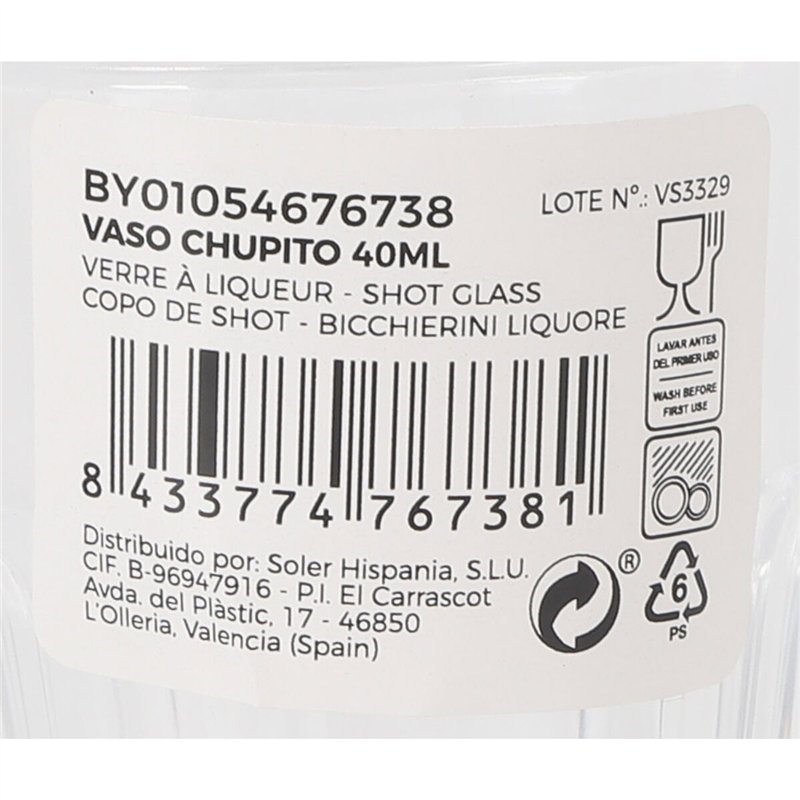 BY01054676738
LOTE Nº.: VS3329
VASO CHUPITO 40ML
VERRE À LIQUEUR - SHOT GLASS
COPO DE SHOT - BICCHIERINI LIQUORE
LAVAR ANTES
DEL PRIMER USO
WASH BEFORE
FIRST USE
8 433774 767381
Distribuido por: Soler Hispania, S.L.U.
CIF. B-96947916 - P.I. El Carrascot
Avda. del Plàstic, 17 - 46850
L'Olleria, Valencia (Spain)
®
6
PS